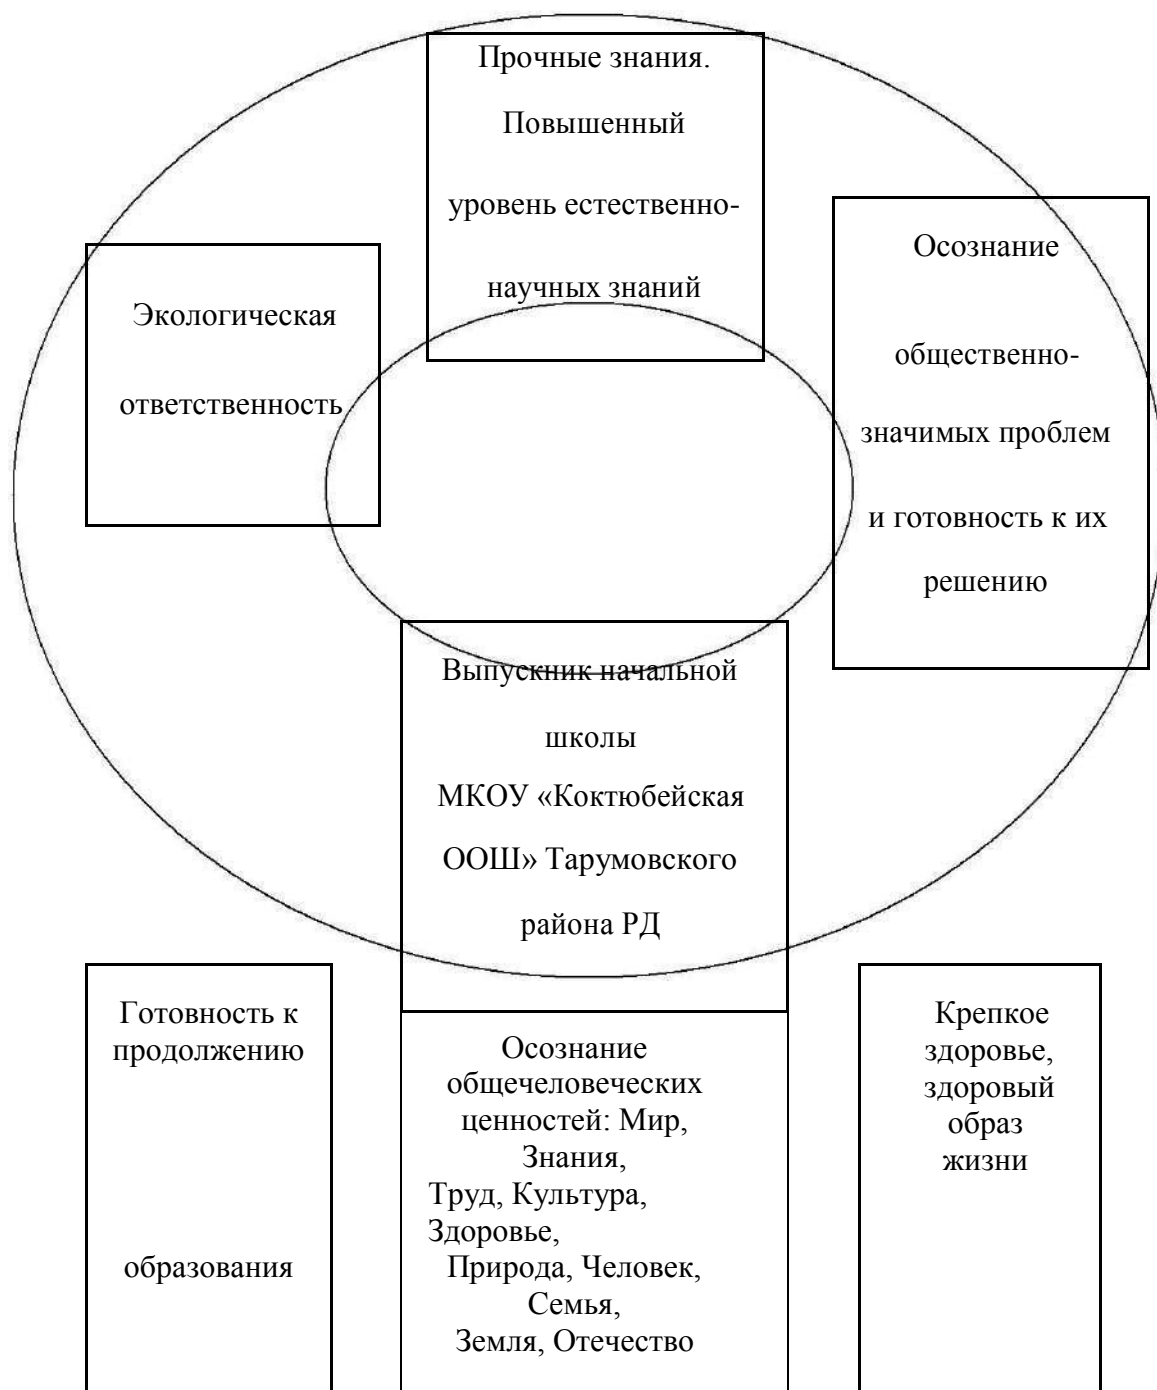 Прочные знания.
Повышенный
уровень естественно-
научных знаний
Экологическая
ответственность
Осознание
общественно-
значимых проблем
и готовность к их
решению
Выпускник начальной
школы
МКОУ «Коктюбейская
ООШ» Тарумовского
района РД
Готовность к
продолжению
образования
Осознание
общечеловеческих
ценностей: Мир,
Знания,
Труд, Культура,
Здоровье,
Природа, Человек,
Семья,
Земля, Отечество
Крепкое
здоровье,
здоровый
образ
жизни